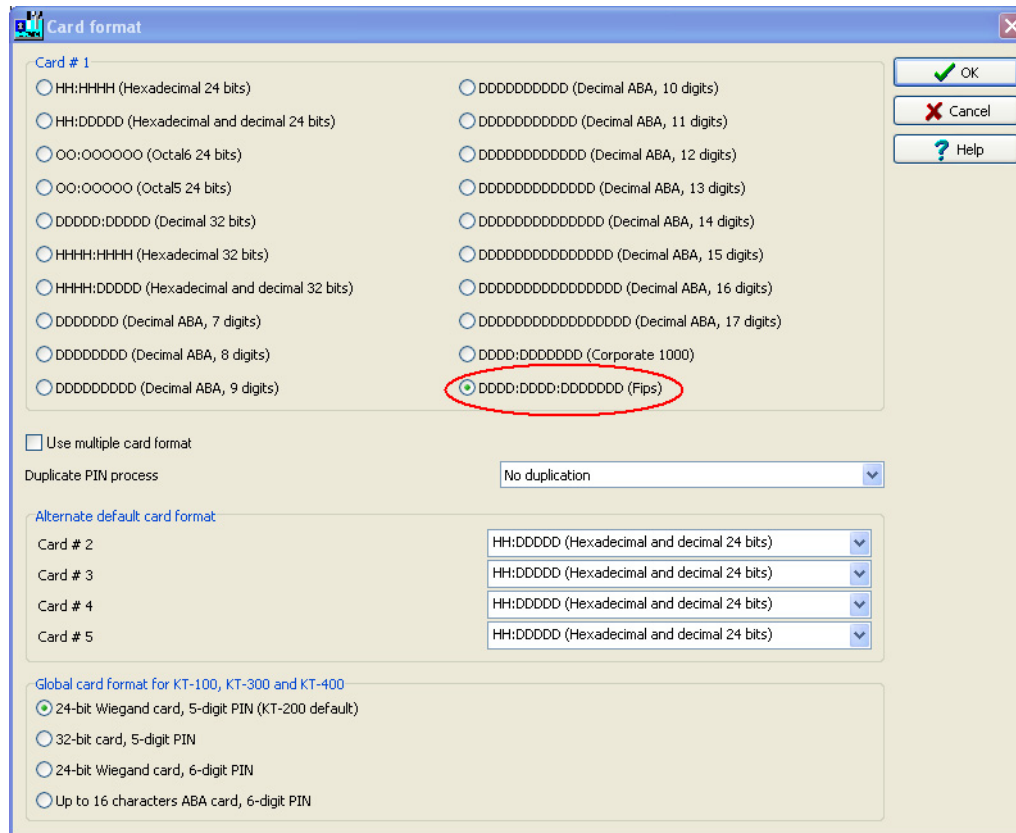 Card format
Card # 1
HH:HHHH (Hexadecimal 24 bits)
HH:DDDDD (Hexadecimal and decimal 24 bits)
OO:OOOOOO (Octal6 24 bits)
OO:OOOOO (Octal5 24 bits)
DDDDD:DDDDD (Decimal 32 bits)
HHHH:HHHH (Hexadecimal 32 bits)
HHHH:DDDDD (Hexadecimal and decimal 32 bits)
DDDDDDD (Decimal ABA, 7 digits)
DDDDDDDD (Decimal ABA, 8 digits)
DDDDDDDDD (Decimal ABA, 9 digits)
DDDDDDDDDD (Decimal ABA, 10 digits)
DDDDDDDDDDD (Decimal ABA, 11 digits)
DDDDDDDDDDDD (Decimal ABA, 12 digits)
DDDDDDDDDDDDD (Decimal ABA, 13 digits)
DDDDDDDDDDDDDD (Decimal ABA, 14 digits)
DDDDDDDDDDDDDDD (Decimal ABA, 15 digits)
DDDDDDDDDDDDDDDD (Decimal ABA, 16 digits)
DDDDDDDDDDDDDDDDD (Decimal ABA, 17 digits)
DDDD:DDDDDDD (Corporate 1000)
DDDD:DDDD:DDDDDDD (Fips)
OK
Cancel
Help
Use multiple card format
Duplicate PIN process No duplication
Alternate default card format
Card # 2 HH:DDDDD (Hexadecimal and decimal 24 bits)
Card # 3 HH:DDDDD (Hexadecimal and decimal 24 bits)
Card # 4 HH:DDDDD (Hexadecimal and decimal 24 bits)
Card # 5 HH:DDDDD (Hexadecimal and decimal 24 bits)
Global card format for KT-100, KT-300 and KT-400
24-bit Wiegand card, 5-digit PIN (KT-200 default)
32-bit card, 5-digit PIN
24-bit Wiegand card, 6-digit PIN
Up to 16 characters ABA card, 6-digit PIN